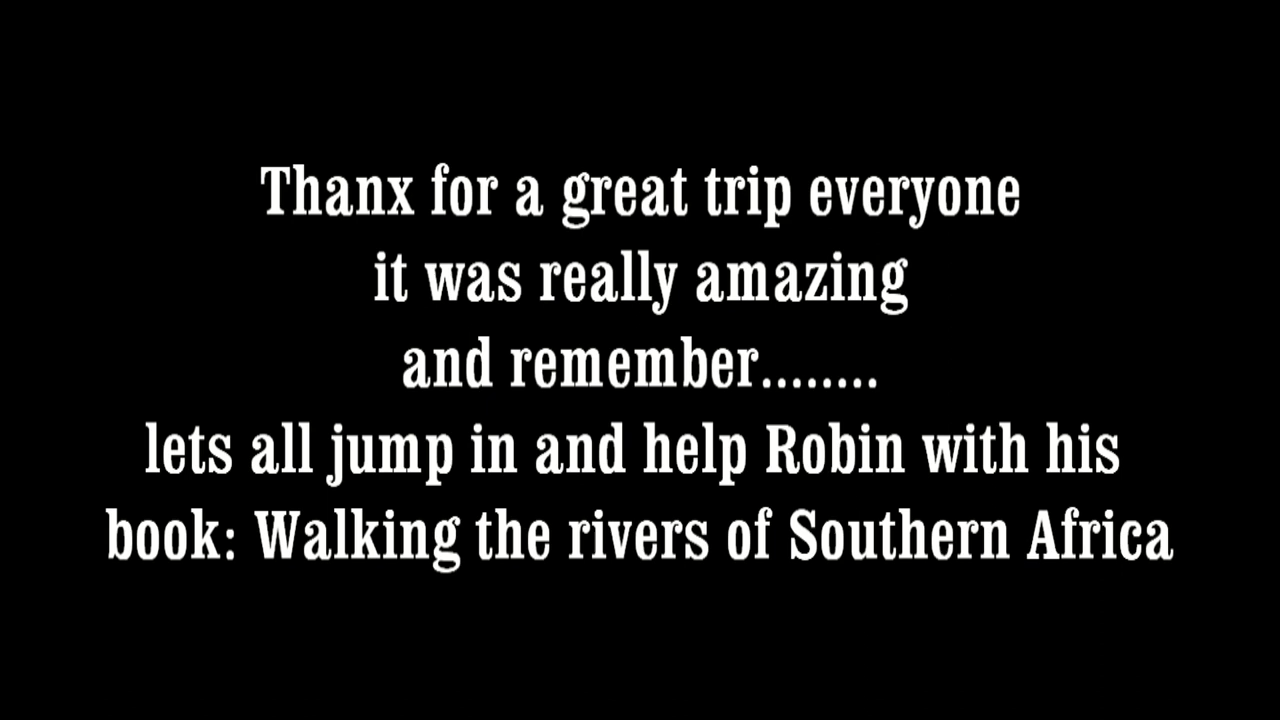 Thanx for a great trip everyone
it was really amazing
and remember........
lets all jump in and help Robin with his
book: Walking the rivers of Southern Africa